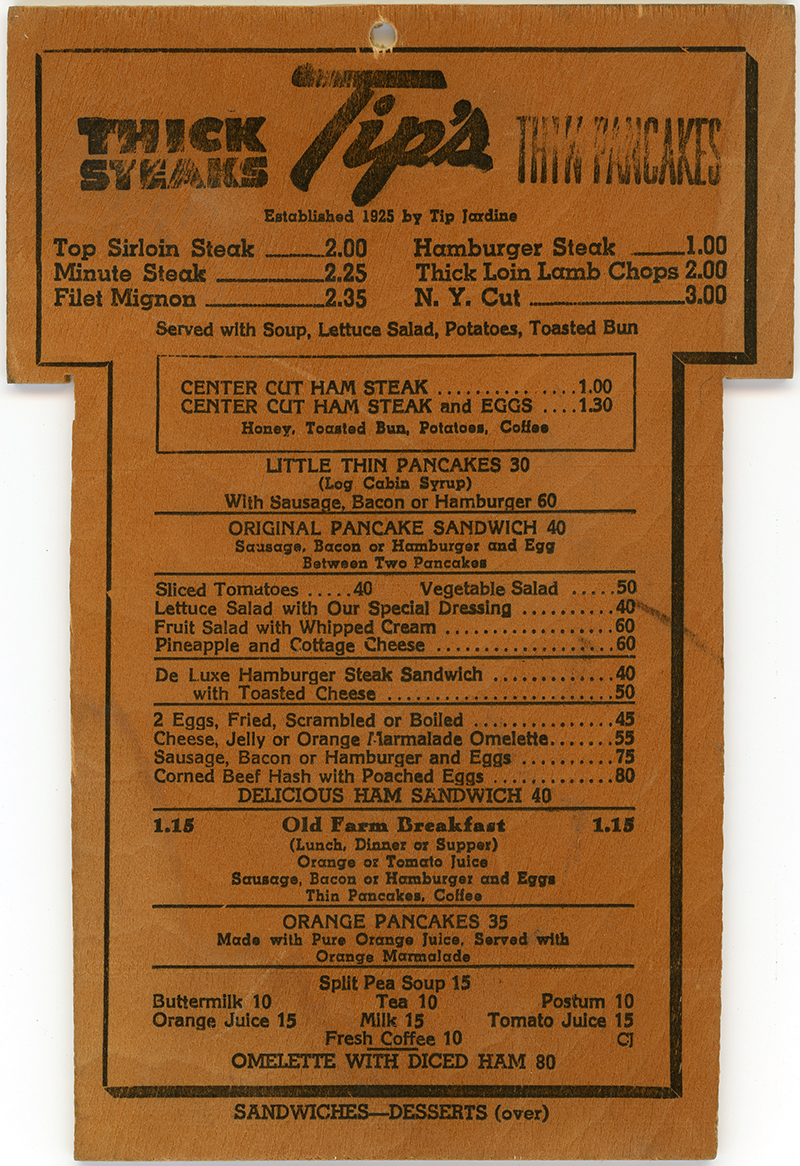 THICK STEAKS
Tip's
THIN PANCAKES
Established 1925 by Tip Jardine
Top Sirloin Steak ______2.00
Minute Steak ______2.25
Filet Mignon ______2.35
Hamburger Steak ______1.00
Thick Loin Lamb Chops 2.00
N. Y. Cut ______3.00
Served with Soup, Lettuce Salad, Potatoes, Toasted Bun
CENTER CUT HAM STEAK .............. 1.00
CENTER CUT HAM STEAK and EGGS ....1.30
Honey, Toasted Bun, Potatoes, Coffee
LITTLE THIN PANCAKES 30
(Log Cabin Syrup)
With Sausage, Bacon or Hamburger 60
ORIGINAL PANCAKE SANDWICH 40
Sausage, Bacon or Hamburger and Egg
Between Two Pancakes
Sliced Tomatoes .....40 Vegetable Salad .....50
Lettuce Salad with Our Special Dressing ..........40
Fruit Salad with Whipped Cream ..................60
Pineapple and Cottage Cheese ...................60
De Luxe Hamburger Steak Sandwich .............40
with Toasted Cheese .........................50
2 Eggs, Fried, Scrambled or Boiled ...............45
Cheese, Jelly or Orange Marmalade Omelette.......55
Sausage, Bacon or Hamburger and Eggs ..........75
Corned Beef Hash with Poached Eggs .............80
DELICIOUS HAM SANDWICH 40
1.15 Old Farm Breakfast 1.15
(Lunch, Dinner or Supper)
Orange or Tomato Juice
Sausage, Bacon or Hamburger and Eggs
Thin Pancakes, Coffee
ORANGE PANCAKES 35
Made with Pure Orange Juice, Served with
Orange Marmalade
Split Pea Soup 15
Buttermilk 10 Tea 10 Postum 10
Orange Juice 15 Milk 15 Tomato Juice 15
Fresh Coffee 10 CJ
OMELETTE WITH DICED HAM 80
SANDWICHES—DESSERTS (over)